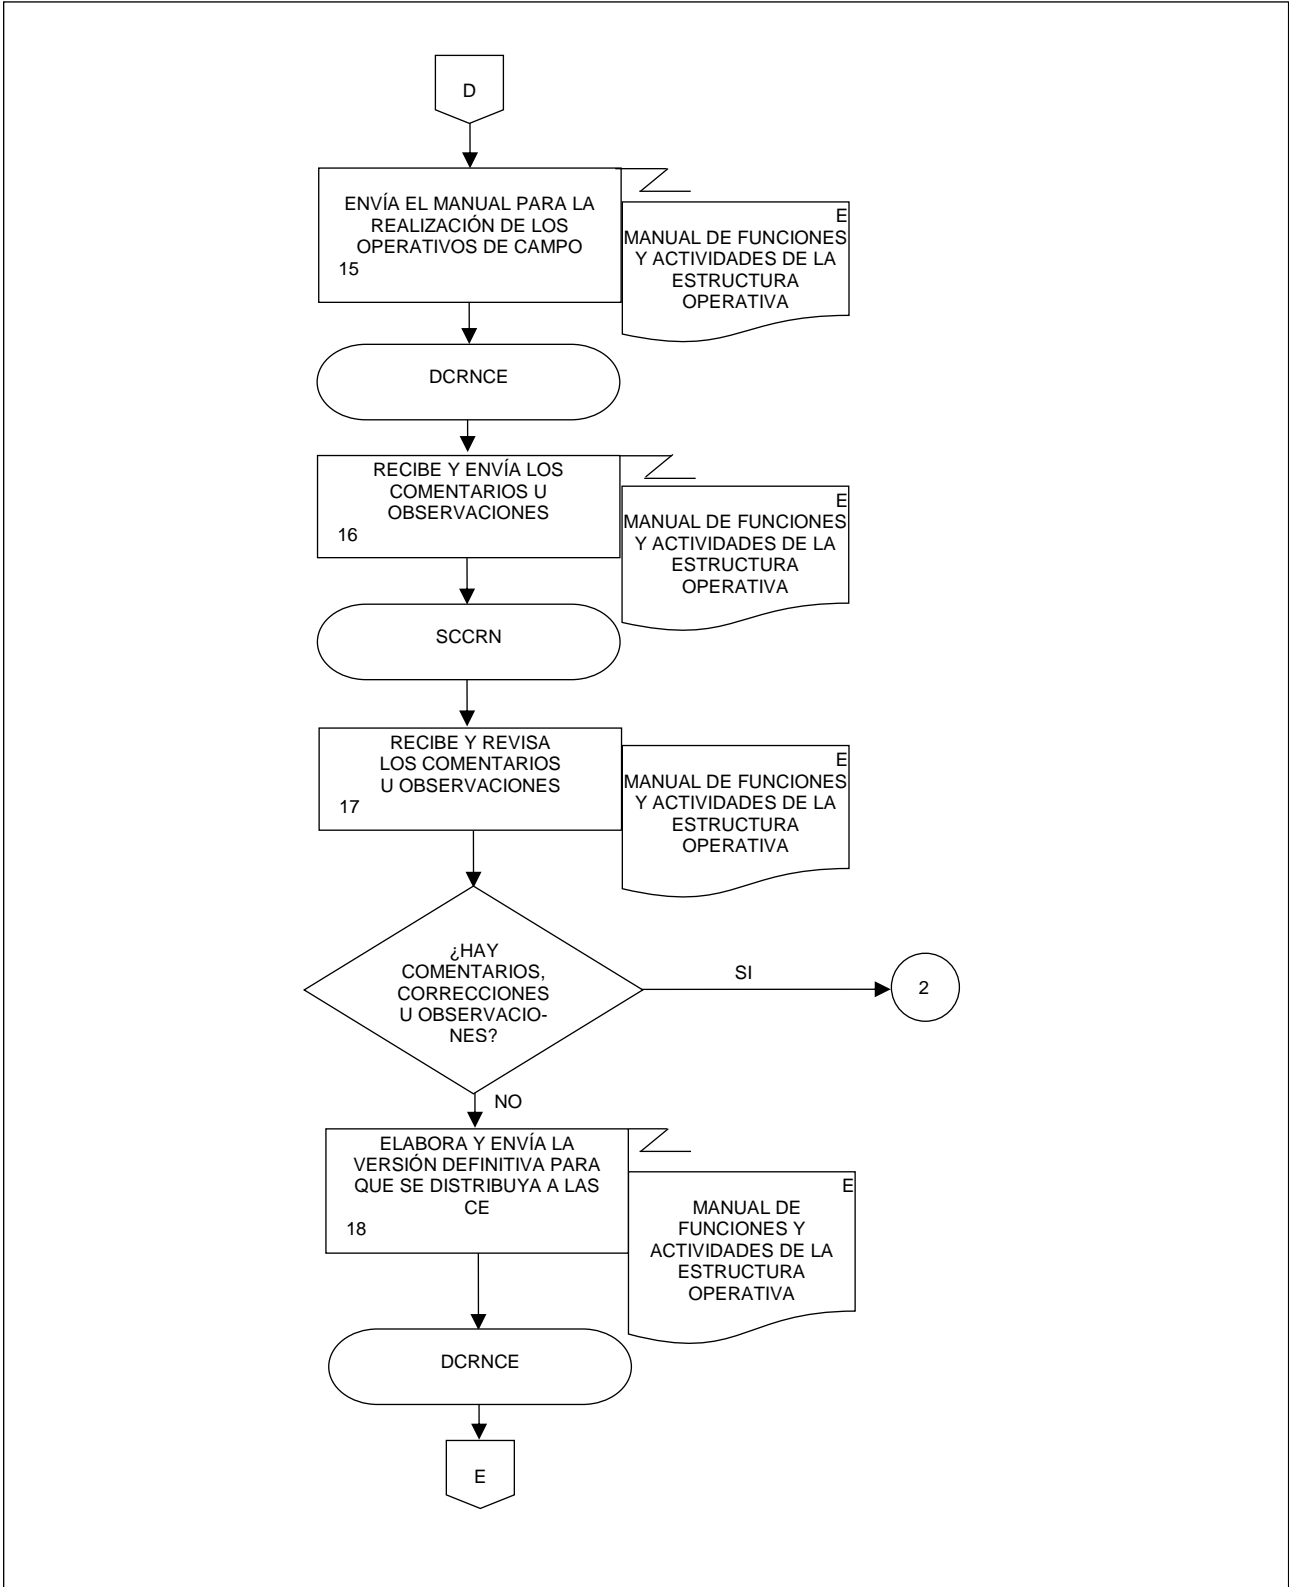 D
ENVÍA EL MANUAL PARA LA
REALIZACIÓN DE LOS
OPERATIVOS DE CAMPO
15
E
MANUAL DE FUNCIONES
Y ACTIVIDADES DE LA
ESTRUCTURA
OPERATIVA
DCRNCE
RECIBE Y ENVÍA LOS
COMENTARIOS U
OBSERVACIONES
16
E
MANUAL DE FUNCIONES
Y ACTIVIDADES DE LA
ESTRUCTURA
OPERATIVA
SCCRN
RECIBE Y REVISA
LOS COMENTARIOS
U OBSERVACIONES
17
E
MANUAL DE FUNCIONES
Y ACTIVIDADES DE LA
ESTRUCTURA
OPERATIVA
¿HAY
COMENTARIOS,
CORRECCIONES
U OBSERVACIO-
NES?
SI
2
NO
ELABORA Y ENVÍA LA
VERSIÓN DEFINITIVA PARA
QUE SE DISTRIBUYA A LAS
CE
18
E
MANUAL DE
FUNCIONES Y
ACTIVIDADES DE LA
ESTRUCTURA
OPERATIVA
DCRNCE
E